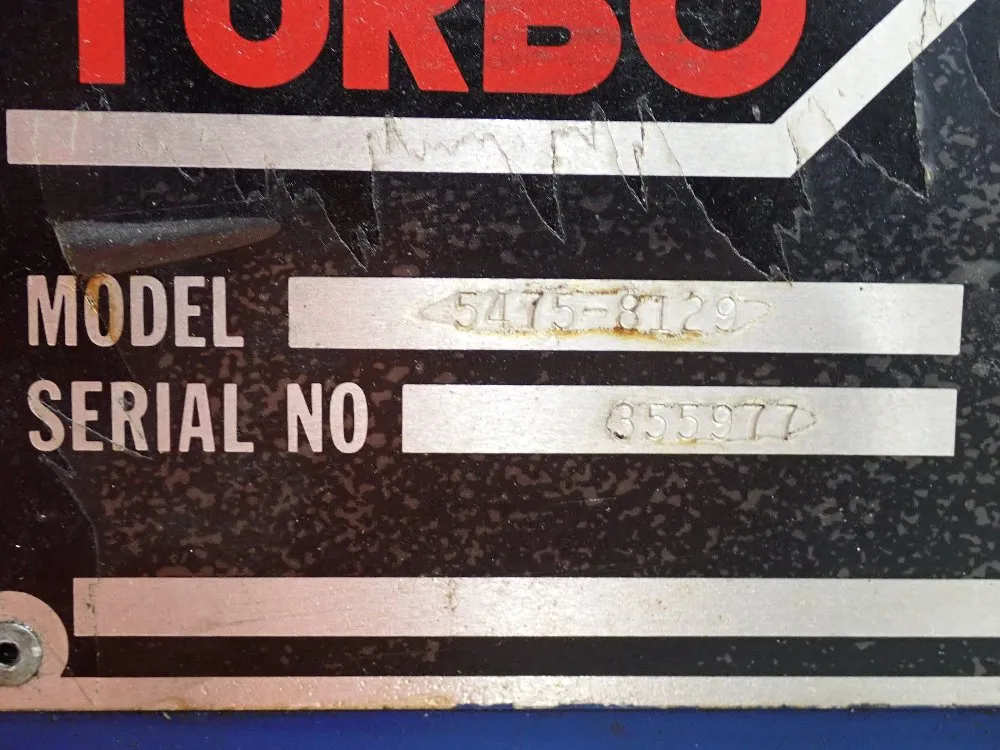 TURBO
MODEL 5475-8129
SERIAL NO 355977